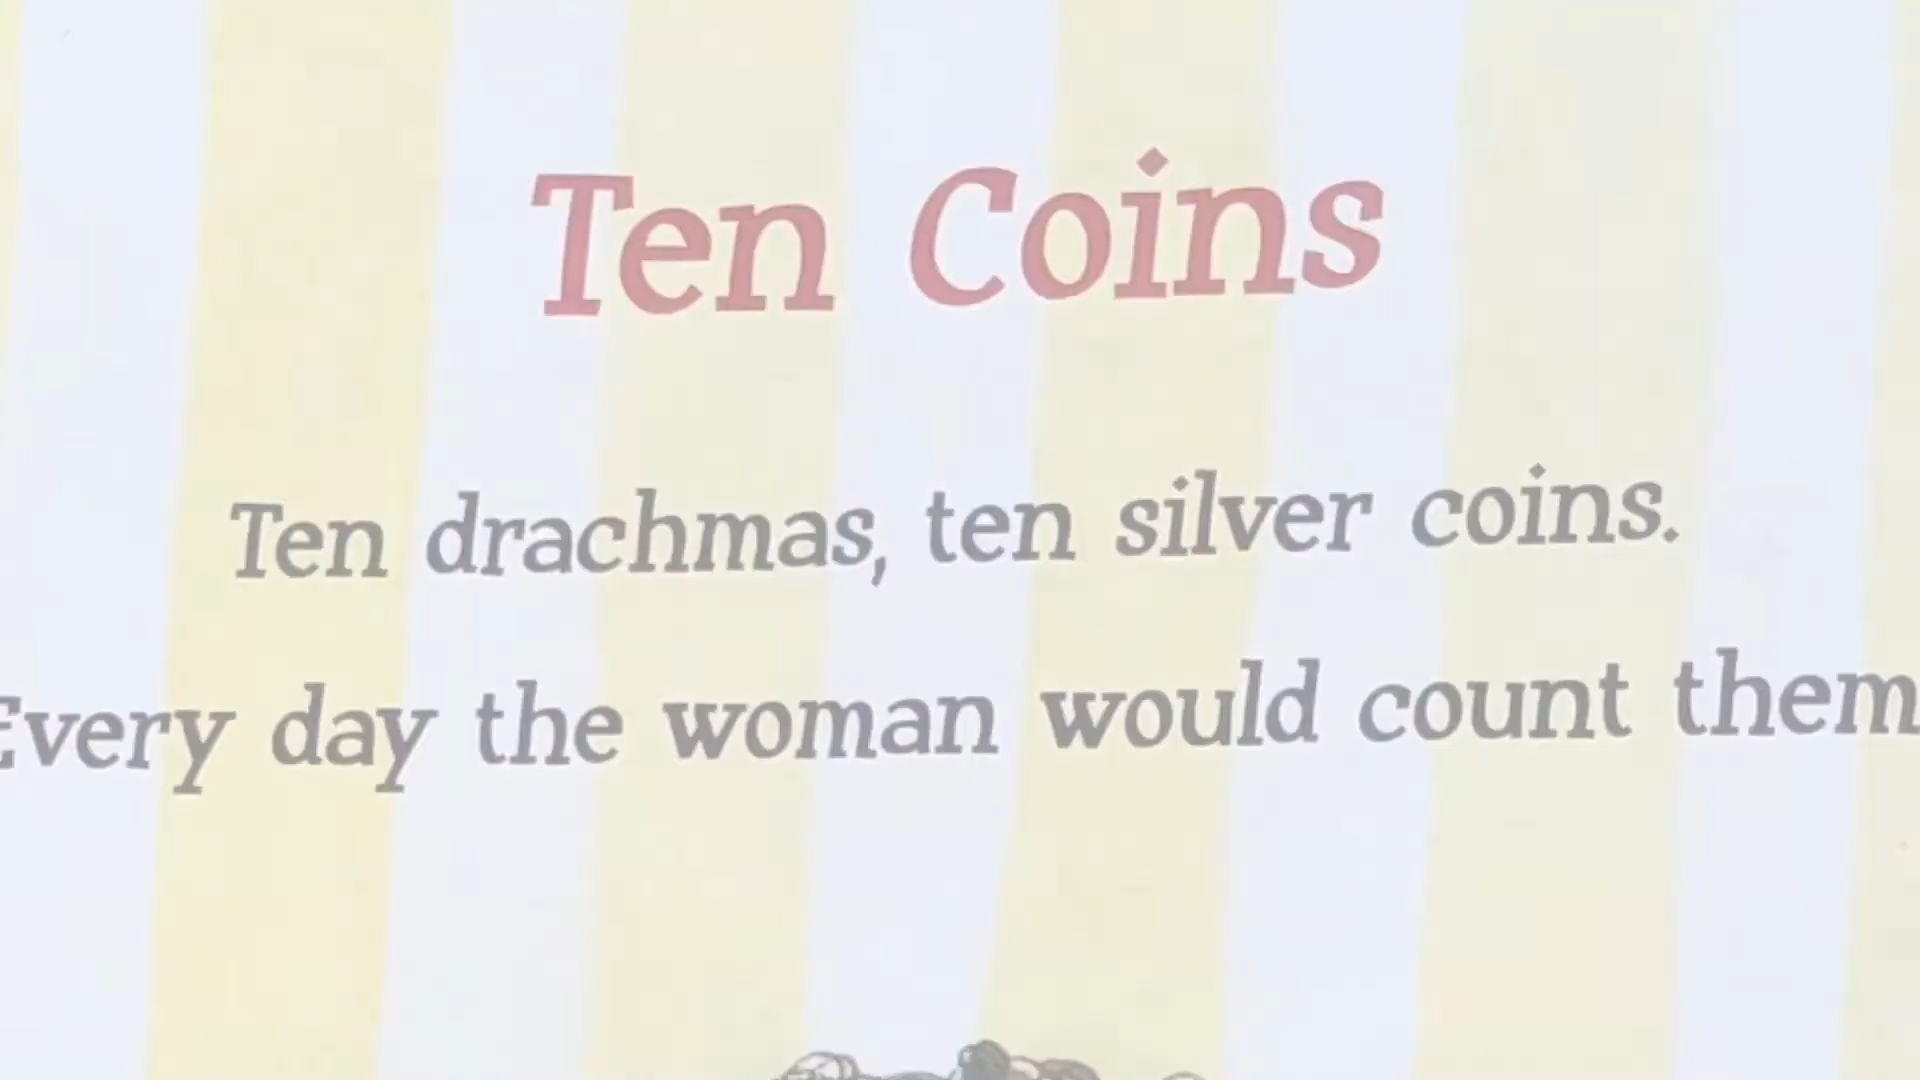 Ten Coins
Ten drachmas, ten silver coins.
Every day the woman would count them